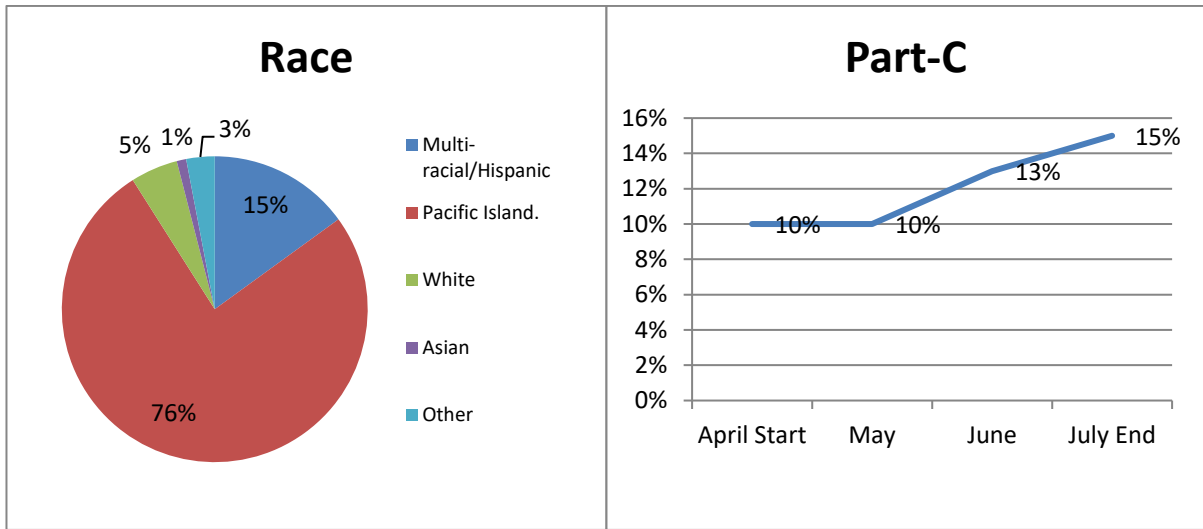 Race
5%
1%
3%
15%
76%
Multi-
racial/Hispanic
Pacific Island.
White
Asian
Other
Part-C
16%
14%
12%
10%
8%
6%
4%
2%
0%
10%
10%
13%
15%
April Start
May
June
July End